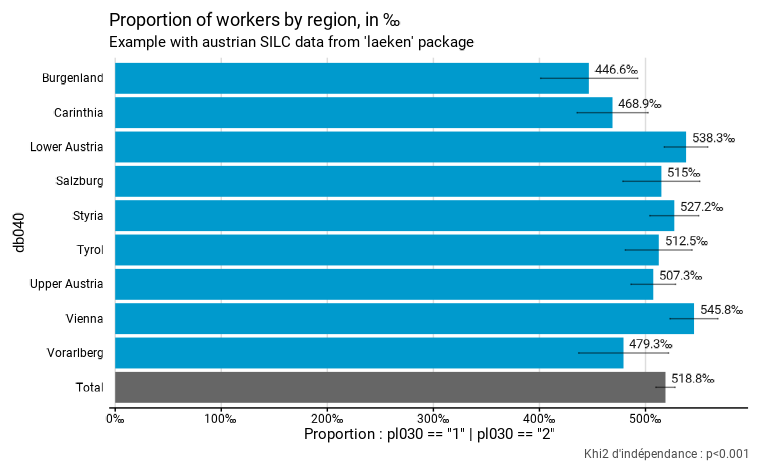 Proportion of workers by region, in ‰
Example with austrian SILC data from 'laeken' package
db040
Burgenland 446.6‰
Carinthia 468.9‰
Lower Austria 538.3‰
Salzburg 515‰
Styria 527.2‰
Tyrol 512.5‰
Upper Austria 507.3‰
Vienna 545.8‰
Vorarlberg 479.3‰
Total 518.8‰
0‰ 100‰ 200‰ 300‰ 400‰ 500‰
Proportion : pl030 == "1" | pl030 == "2"
Khi2 d'indépendance : p<0.001